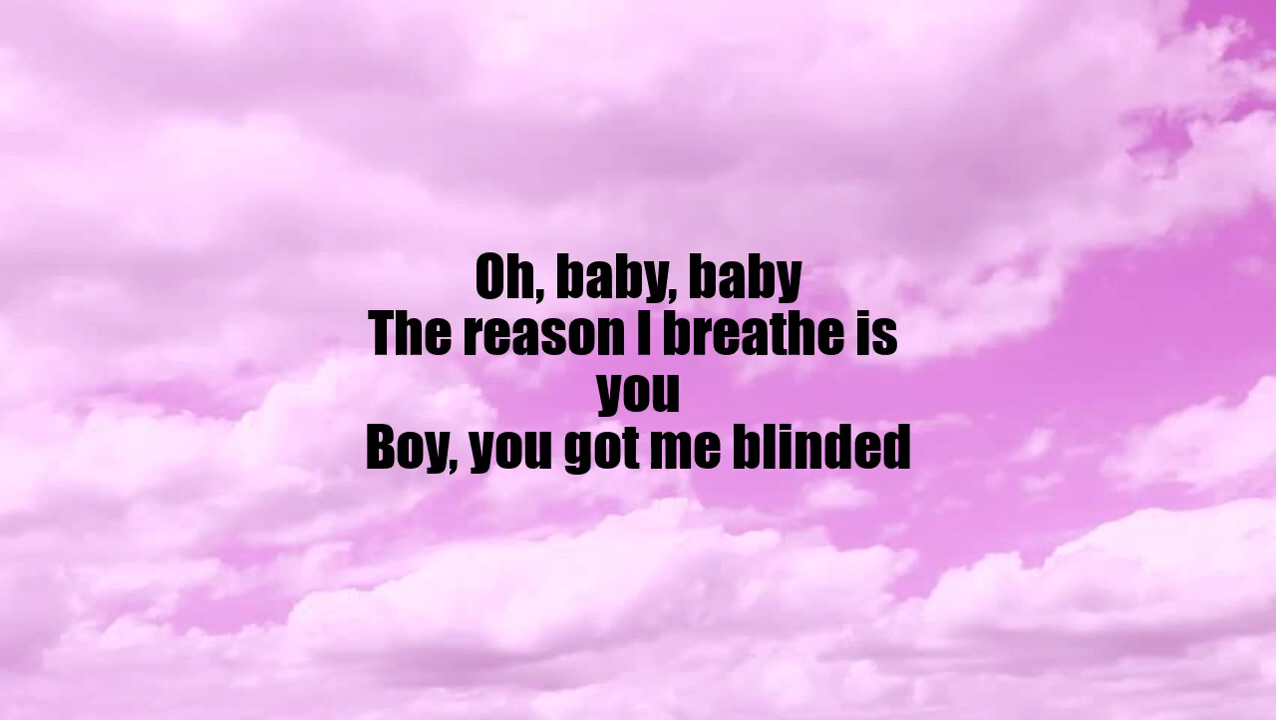 Oh, baby, baby
The reason I breathe is
you
Boy, you got me blinded